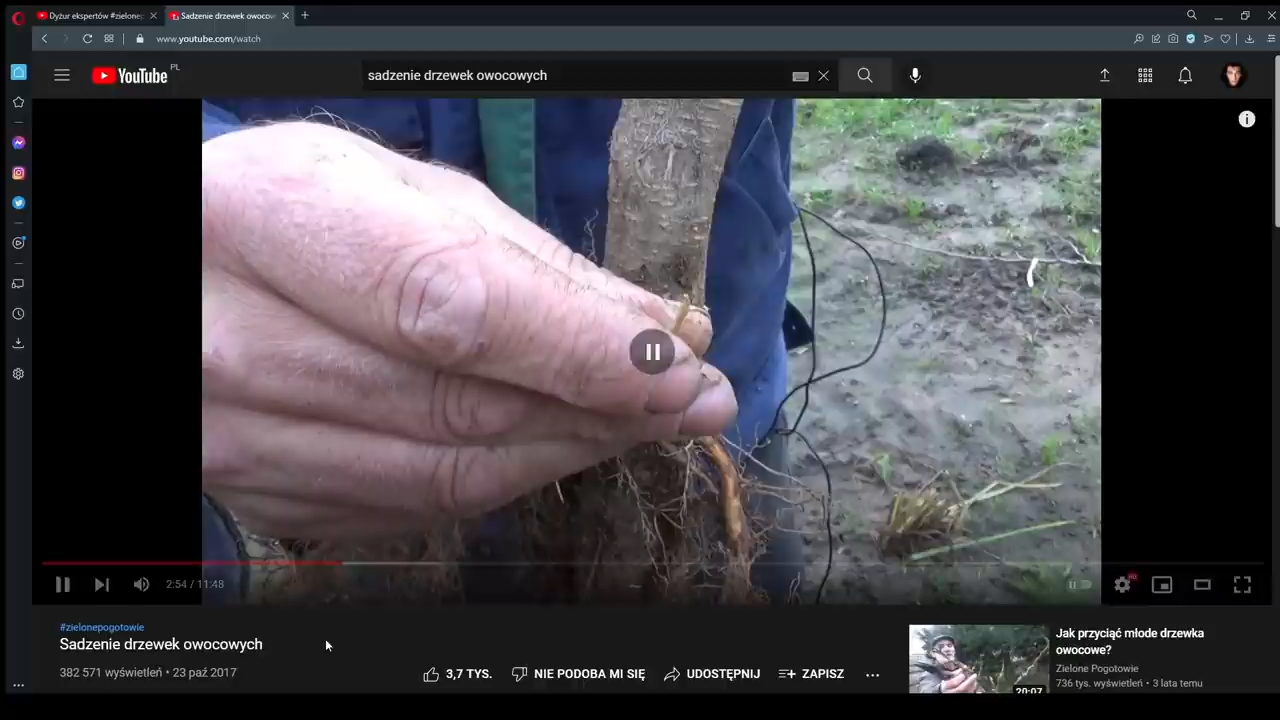 Dyżur ekspertów #zielonep
Sadzenie drzewek owocow
www.youtube.com/watch
YouTube PL
sadzenie drzewek owocowych
2:54 / 11:48
#zielonepogotowie
Sadzenie drzewek owocowych
382 571 wyświetleń • 23 paź 2017
3,7 TYS.
NIE PODOBA MI SIĘ
UDOSTĘPNIJ
ZAPISZ
Jak przyciąć młode drzewka
owocowe?
Zielone Pogotowie
736 tys. wyświetleń • 3 lata temu
20:07